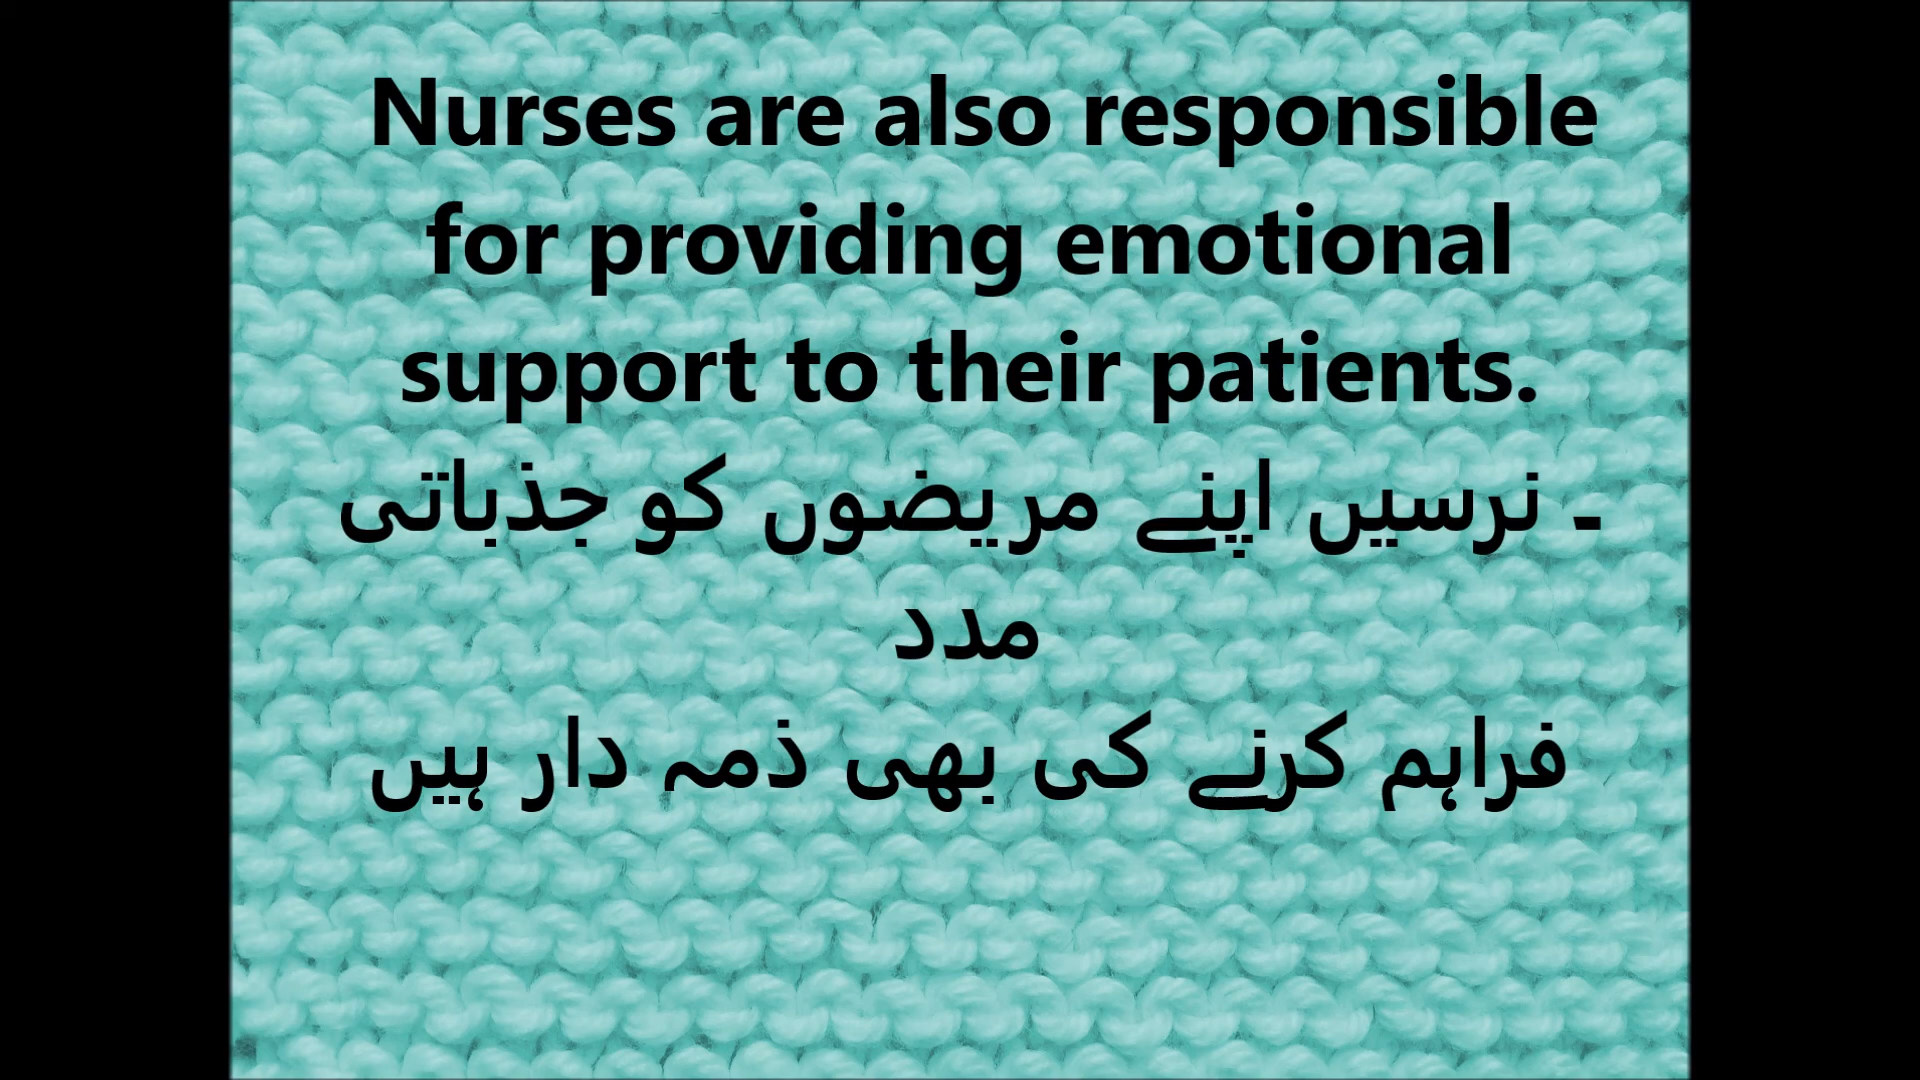 Nurses are also responsible
for providing emotional
support to their patients.
۔ نرسیں اپنے مریضوں کو جذباتی
مدد
فراہم کرنے کی بھی ذمہ دار ہیں